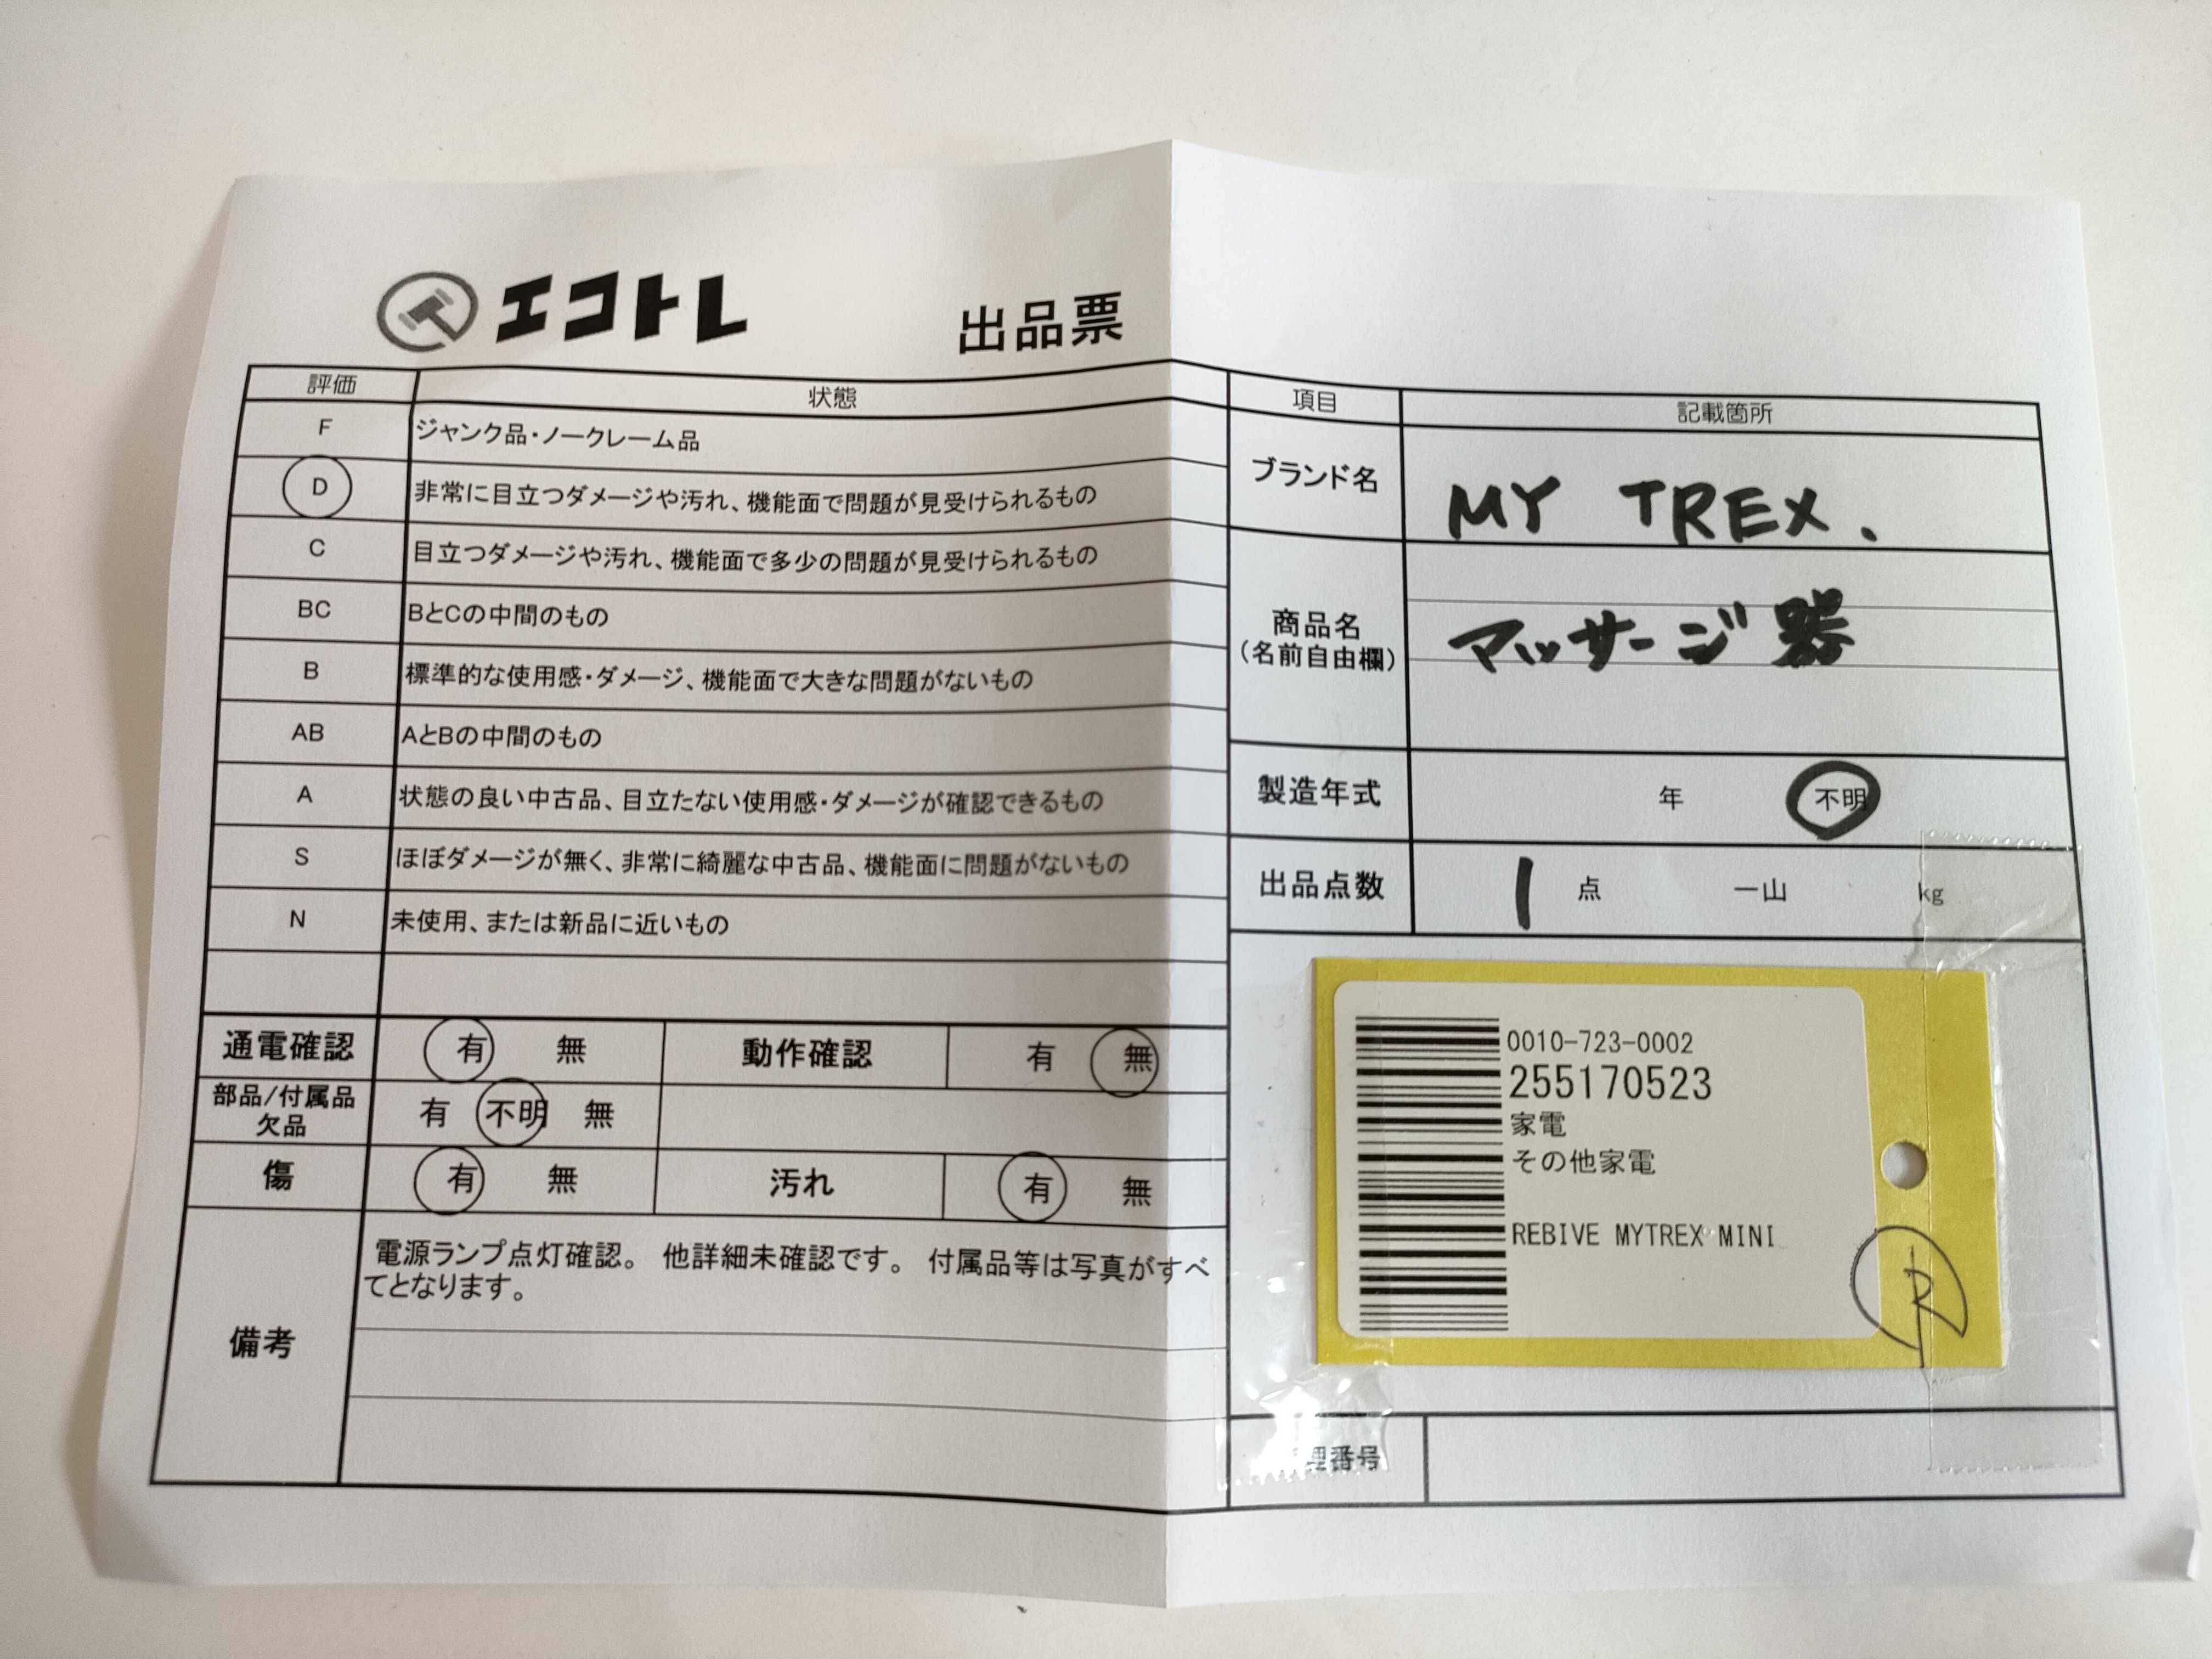 エコトレ
出品票
評価 状態
F ジャンク品・ノークレーム品
D 非常に目立つダメージや汚れ、機能面で問題が見受けられるもの
C 目立つダメージや汚れ、機能面で多少の問題が見受けられるもの
BC BとCの中間のもの
B 標準的な使用感・ダメージ、機能面で大きな問題がないもの
AB AとBの中間のもの
A 状態の良い中古品、目立たない使用感・ダメージが確認できるもの
S ほぼダメージが無く、非常に綺麗な中古品、機能面に問題がないもの
N 未使用、または新品に近いもの
通電確認 有 無 動作確認 有 無
部品/付属品
欠品
有 不明 無
傷 有 無 汚れ 有 無
備考
電源ランプ点灯確認。 他詳細未確認です。 付属品等は写真がすべ
てとなります。
項目 記載箇所
ブランド名 MY TREX.
商品名
(名前自由欄)
マッサージ器
製造年式 年 不明
出品点数 1 点 一山 kg
0010-723-0002
255170523
家電
その他家電
REBIVE MYTREX MINI
R
理番号